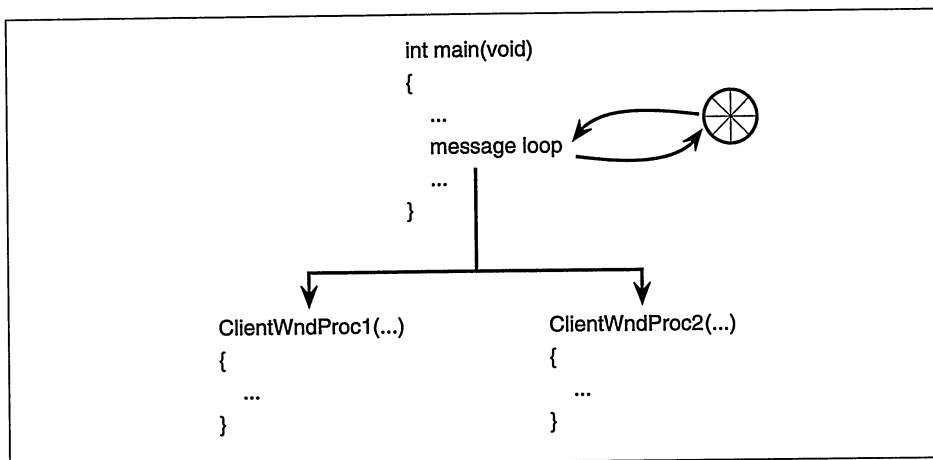 int main(void)
{
...
message loop
...
}
ClientWndProc1(...)
{
...
}
ClientWndProc2(...)
{
...
}